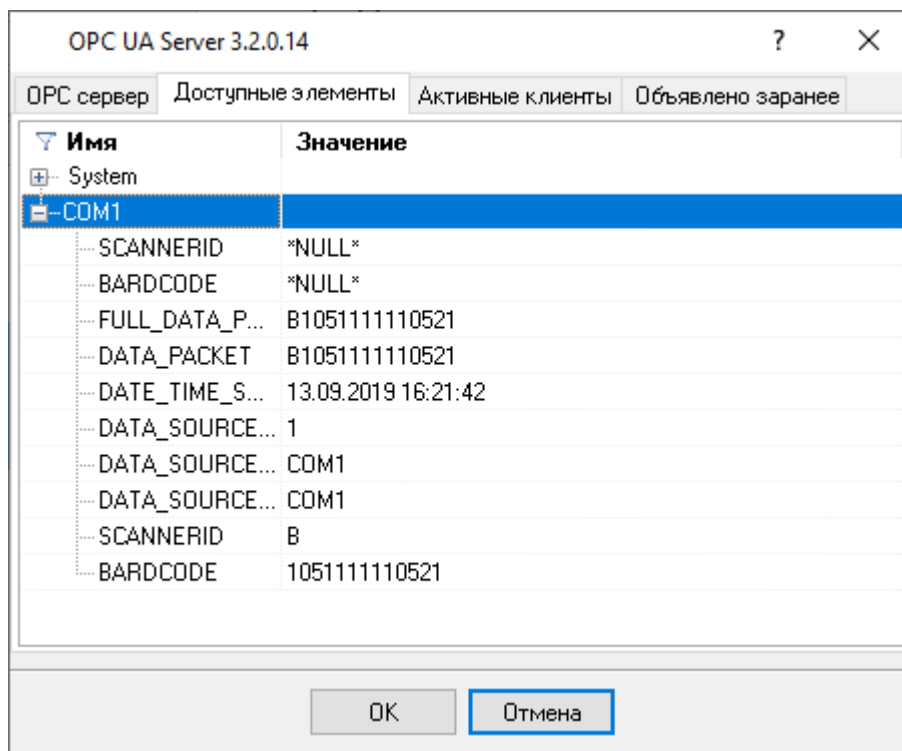 OPC UA Server 3.2.0.14 ?
OPC сервер Доступные элементы Активные клиенты Объявлено заранее
Имя Значение
System
COM1
SCANNERID *NULL*
BARDCODE *NULL*
FULL_DATA_P... B1051111110521
DATA_PACKET B1051111110521
DATE_TIME_S... 13.09.2019 16:21:42
DATA_SOURCE... 1
DATA_SOURCE... COM1
DATA_SOURCE... COM1
SCANNERID B
BARDCODE 1051111110521
OK Отмена